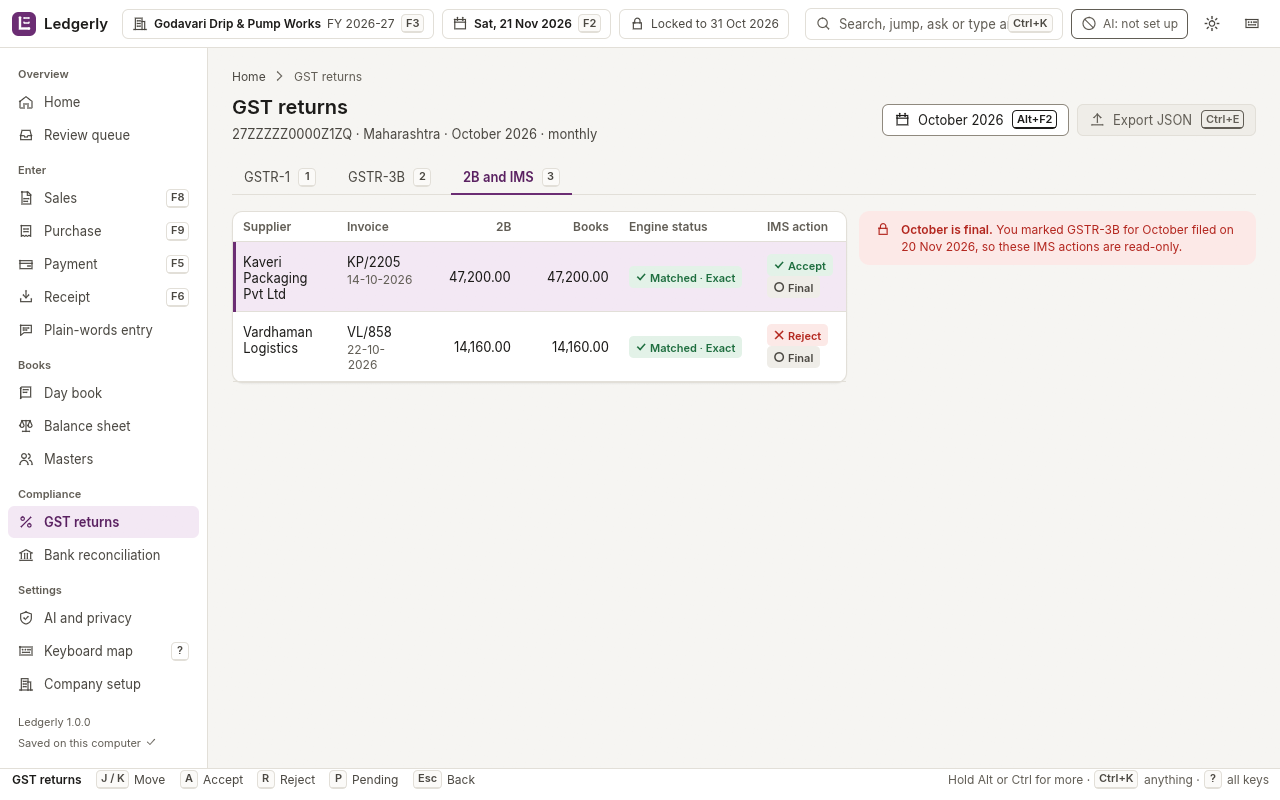 Ledgerly
Godavari Drip & Pump Works FY 2026-27 F3
Sat, 21 Nov 2026 F2
Locked to 31 Oct 2026
Search, jump, ask or type a Ctrl+K
AI: not set up
Overview
Home
Review queue
Enter
Sales F8
Purchase F9
Payment F5
Receipt F6
Plain-words entry
Books
Day book
Balance sheet
Masters
Compliance
GST returns
Bank reconciliation
Settings
AI and privacy
Keyboard map ?
Company setup
Ledgerly 1.0.0
Saved on this computer
Home GST returns
GST returns
27ZZZZZ0000Z1ZQ · Maharashtra · October 2026 · monthly
October 2026 Alt+F2
Export JSON Ctrl+E
GSTR-1 1 GSTR-3B 2 2B and IMS 3
Supplier Invoice 2B Books Engine status IMS action
Kaveri
Packaging
Pvt Ltd
KP/2205
14-10-2026
47,200.00
47,200.00
Matched · Exact
Accept
Final
Vardhaman
Logistics
VL/858
22-10-
2026
14,160.00
14,160.00
Matched · Exact
Reject
Final
October is final. You marked GSTR-3B for October filed on
20 Nov 2026, so these IMS actions are read-only.
GST returns J / K Move A Accept R Reject P Pending Esc Back
Hold Alt or Ctrl for more · Ctrl+K anything · ? all keys